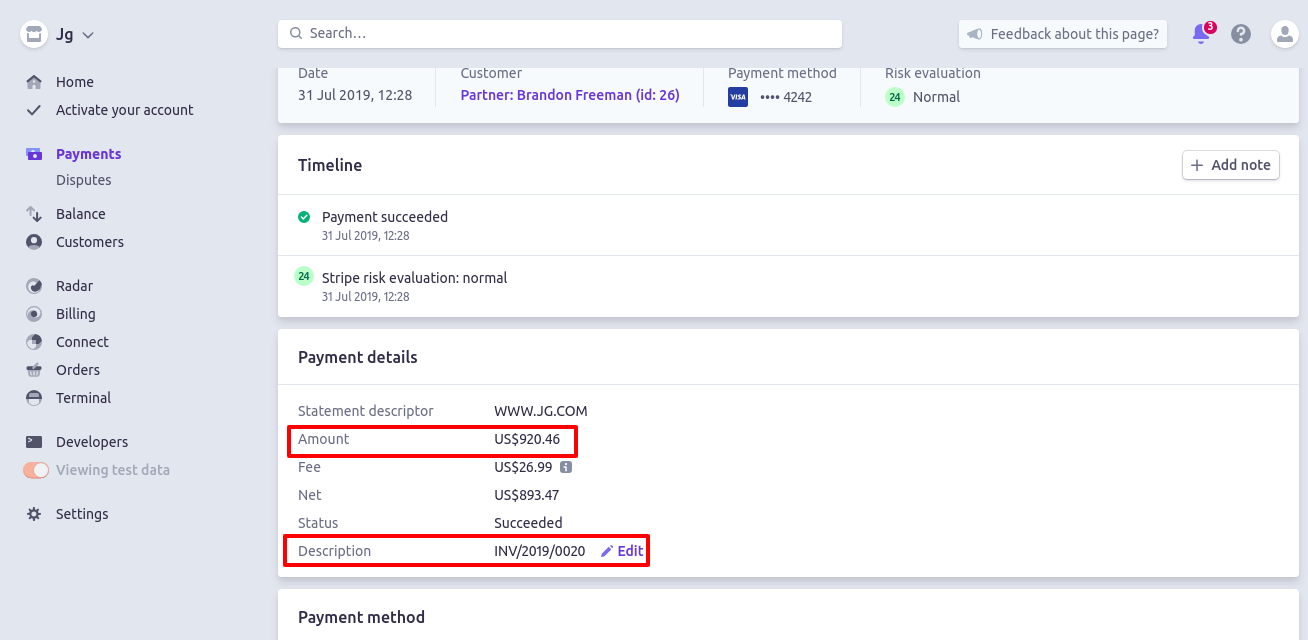 Jg
Search…
Feedback about this page?
3
Home
Activate your account
Payments
Disputes
Balance
Customers
Radar
Billing
Connect
Orders
Terminal
Developers
Viewing test data
Settings
Date
31 Jul 2019, 12:28
Customer
Partner: Brandon Freeman (id: 26)
Payment method
VISA •••• 4242
Risk evaluation
24 Normal
Timeline
Add note
Payment succeeded
31 Jul 2019, 12:28
24 Stripe risk evaluation: normal
31 Jul 2019, 12:28
Payment details
Statement descriptor WWW.JG.COM
Amount US$920.46
Fee US$26.99
Net US$893.47
Status Succeeded
Description INV/2019/0020 Edit
Payment method